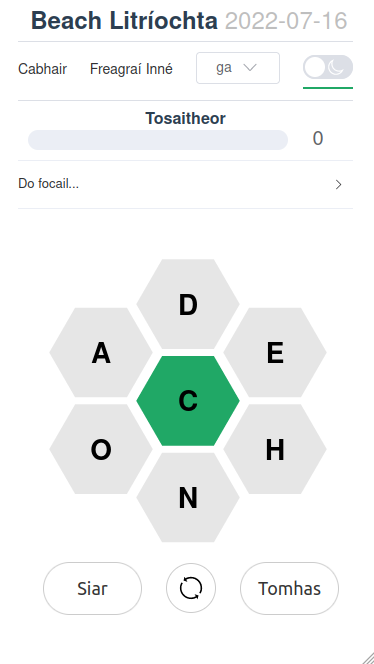 Beach Litríochta 2022-07-16
Cabhair Freagraí Inné ga
Tosaitheor
0
Do focail...
D
A E
C
O H
N
Siar Tomhas